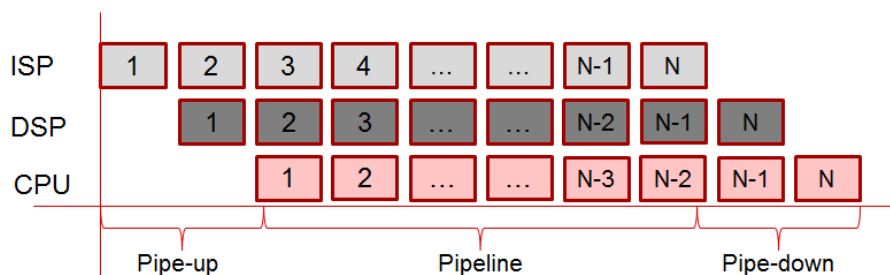 ISP 1 2 3 4 ... ... N-1 N
DSP 1 2 3 ... ... N-2 N-1 N
CPU 1 2 ... ... N-3 N-2 N-1 N
Pipe-up Pipeline Pipe-down